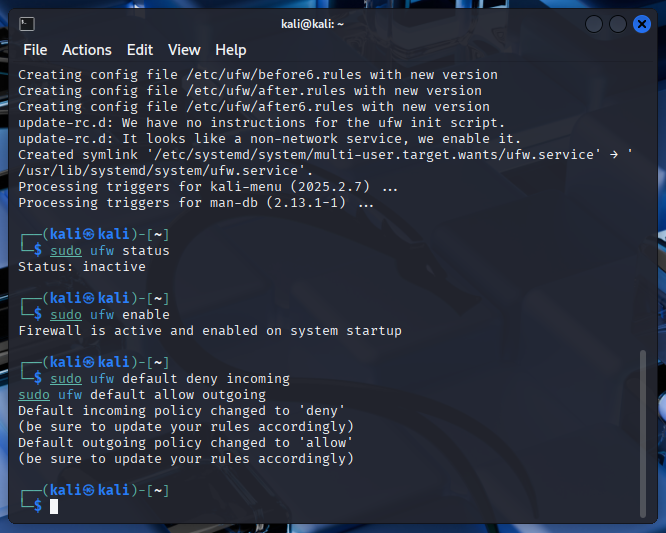 kali@kali: ~
File Actions Edit View Help
Creating config file /etc/ufw/before6.rules with new version
Creating config file /etc/ufw/after.rules with new version
Creating config file /etc/ufw/after6.rules with new version
update-rc.d: We have no instructions for the ufw init script.
update-rc.d: It looks like a non-network service, we enable it.
Created symlink '/etc/systemd/system/multi-user.target.wants/ufw.service' → '
/usr/lib/systemd/system/ufw.service'.
Processing triggers for kali-menu (2025.2.7) ...
Processing triggers for man-db (2.13.1-1) ...
┌──(kali㉿kali)-[~]
└─$ sudo ufw status
Status: inactive
┌──(kali㉿kali)-[~]
└─$ sudo ufw enable
Firewall is active and enabled on system startup
┌──(kali㉿kali)-[~]
└─$ sudo ufw default deny incoming
sudo ufw default allow outgoing
Default incoming policy changed to 'deny'
(be sure to update your rules accordingly)
Default outgoing policy changed to 'allow'
(be sure to update your rules accordingly)
┌──(kali㉿kali)-[~]
└─$